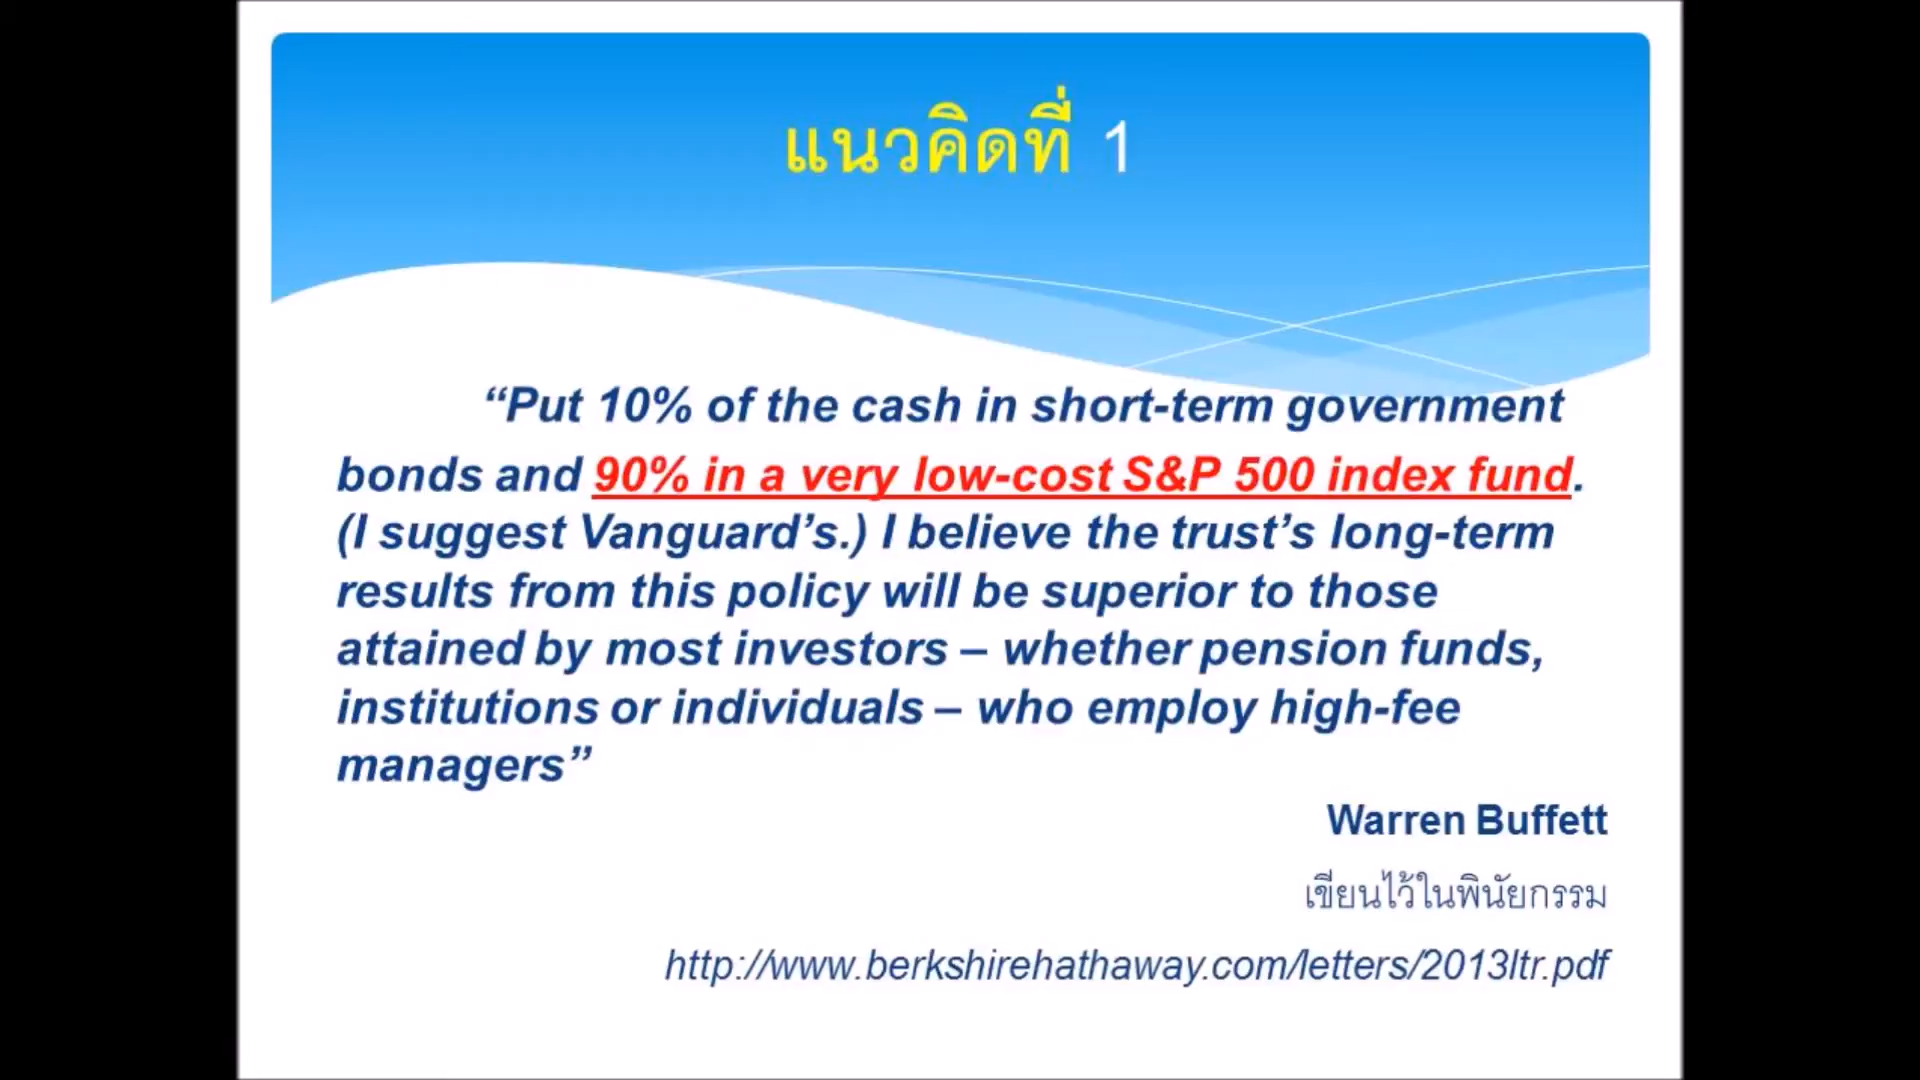 แนวคิดที่ 1
“Put 10% of the cash in short-term government
bonds and 90% in a very low-cost S&P 500 index fund.
(I suggest Vanguard’s.) I believe the trust’s long-term
results from this policy will be superior to those
attained by most investors – whether pension funds,
institutions or individuals – who employ high-fee
managers”
Warren Buffett
เขียนไว้ในพินัยกรรม
http://www.berkshirehathaway.com/letters/2013ltr.pdf